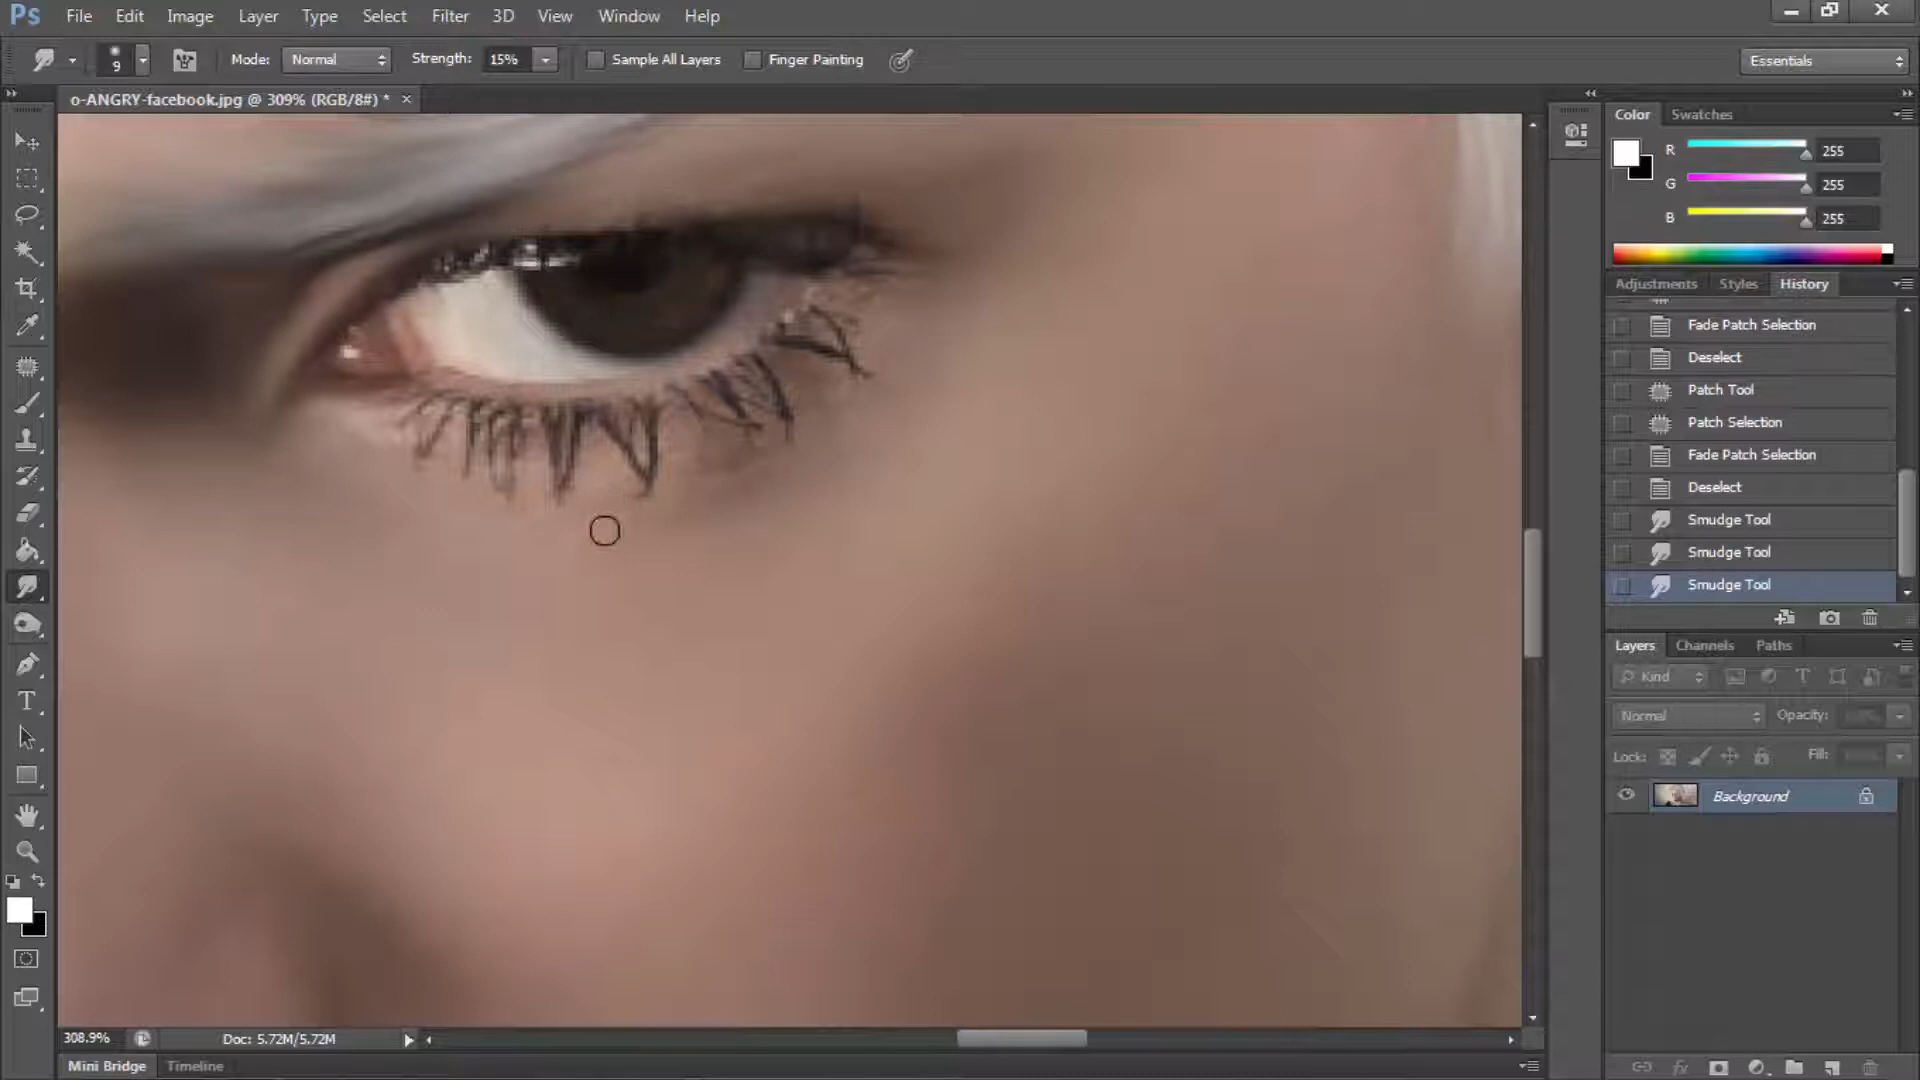 Ps File Edit Image Layer Type Select Filter 3D View Window Help
9 Mode: Normal Strength: 15% Sample All Layers Finger Painting Essentials
o-ANGRY-facebook.jpg @ 309% (RGB/8#) * ×
Color Swatches
R 255
G 255
B 255
Adjustments Styles History
Fade Patch Selection
Deselect
Patch Tool
Patch Selection
Fade Patch Selection
Deselect
Smudge Tool
Smudge Tool
Smudge Tool
Layers Channels Paths
Kind
Normal Opacity:
Lock: Fill:
Background
308.9% Doc: 5.72M/5.72M
Mini Bridge Timeline